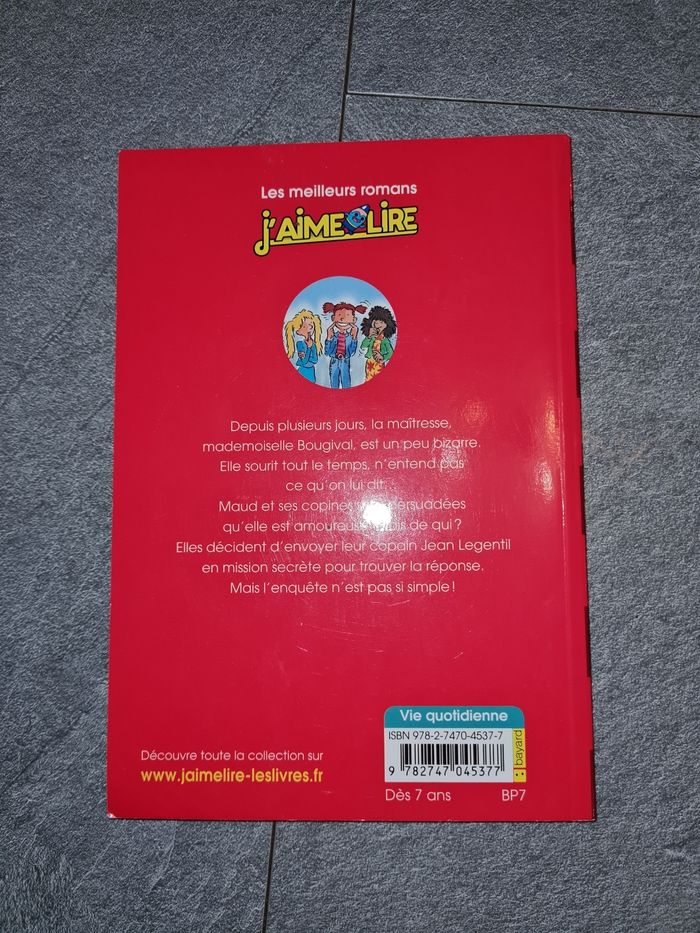 Les meilleurs romans
j'AiME LiRE
Depuis plusieurs jours, la maîtresse,
mademoiselle Bougival, est un peu bizarre.
Elle sourit tout le temps, n'entend pas
ce qu'on lui dit.
Maud et ses copines persuadées
qu'elle est amoureuse de qui ?
Elles décident d'envoyer leur copain Jean Legentil
en mission secrète pour trouver la réponse.
Mais l'enquête n'est pas si simple !
Vie quotidienne
ISBN 978-2-7470-4537-7
9 782747 045377
bayard
Dès 7 ans BP7
Découvre toute la collection sur
www.jaimelire-leslivres.fr